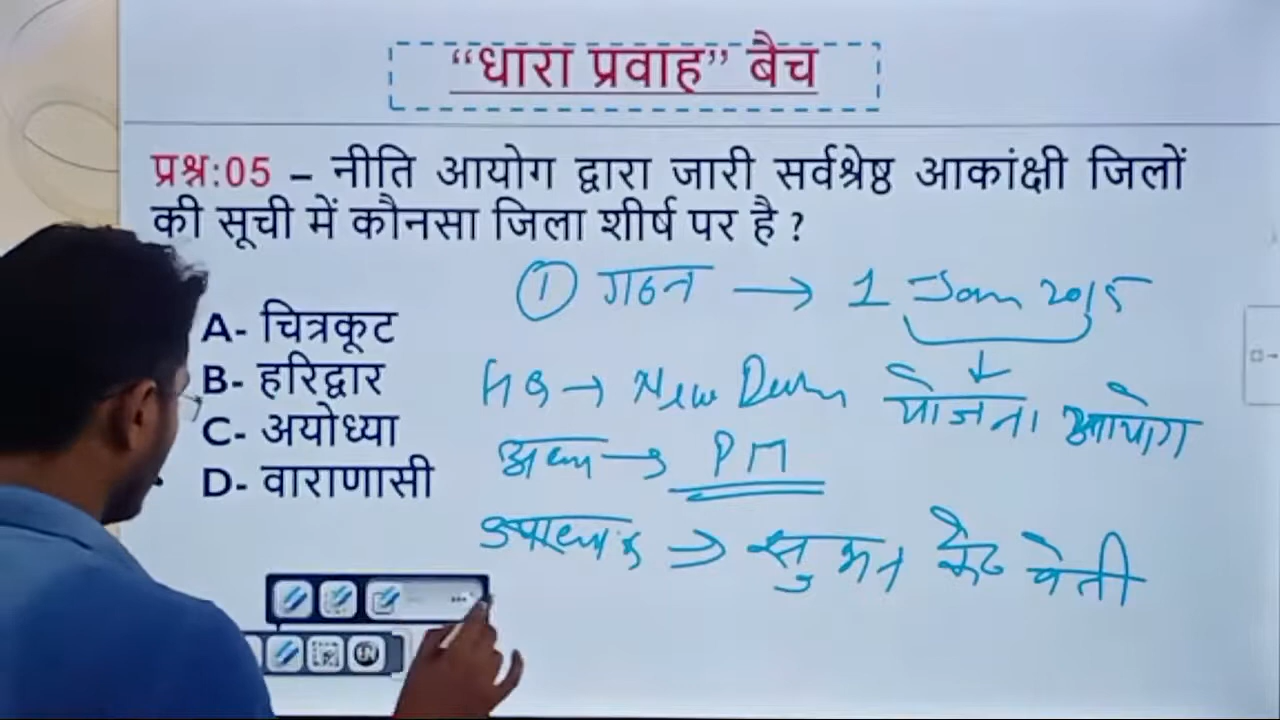 “धारा प्रवाह” बैच
प्रश्न:05 – नीति आयोग द्वारा जारी सर्वश्रेष्ठ आकांक्षी जिलों
की सूची में कौनसा जिला शीर्ष पर है ?
A- चित्रकूट
B- हरिद्वार
C- अयोध्या
D- वाराणासी
① गठन → 1 Jan 2015
HQ → New Delhi योजना आयोग
अध्य → PM
उपाध्यक्ष → सुमन बेरी
EN